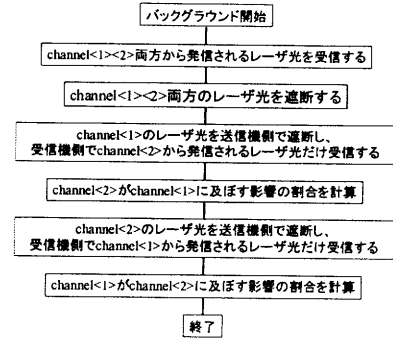 バックグラウンド開始
channel<1><2>両方から発信されるレーザ光を受信する
channel<1><2>両方のレーザ光を遮断する
channel<1>のレーザ光を送信機側で遮断し、
受信機側でchannel<2>から発信されるレーザ光だけ受信する
channel<2>がchannel<1>に及ぼす影響の割合を計算
channel<2>のレーザ光を送信機側で遮断し、
受信機側でchannel<1>から発信されるレーザ光だけ受信する
channel<1>がchannel<2>に及ぼす影響の割合を計算
終了